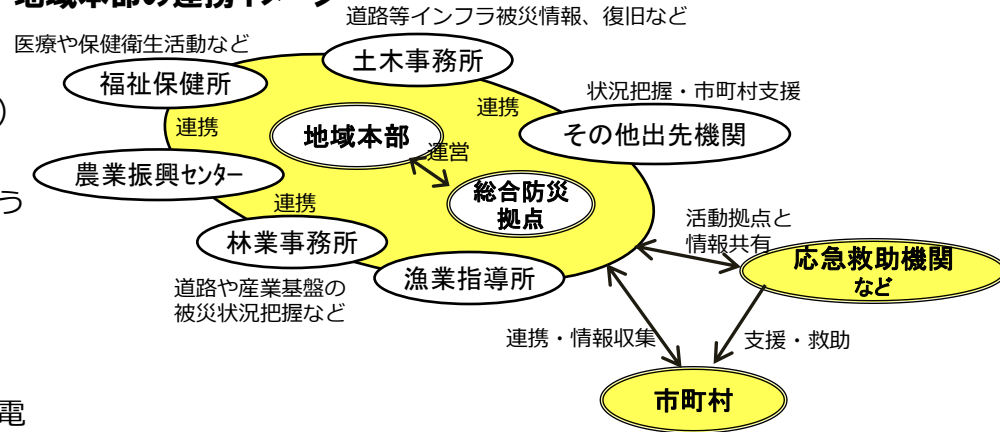 地域本部の連携イメージ
道路等インフラ被災情報、復旧など
医療や保健衛生活動など
土木事務所
福祉保健所
状況把握・市町村支援
)
連携
連携
地域本部
その他出先機関
運営
農業振興センター
総合防災
拠点
う
連携
活動拠点と
情報共有
林業事務所
応急救助機関
など
漁業指導所
道路や産業基盤の
被災状況把握など
連携・情報収集
支援・救助
市町村
電